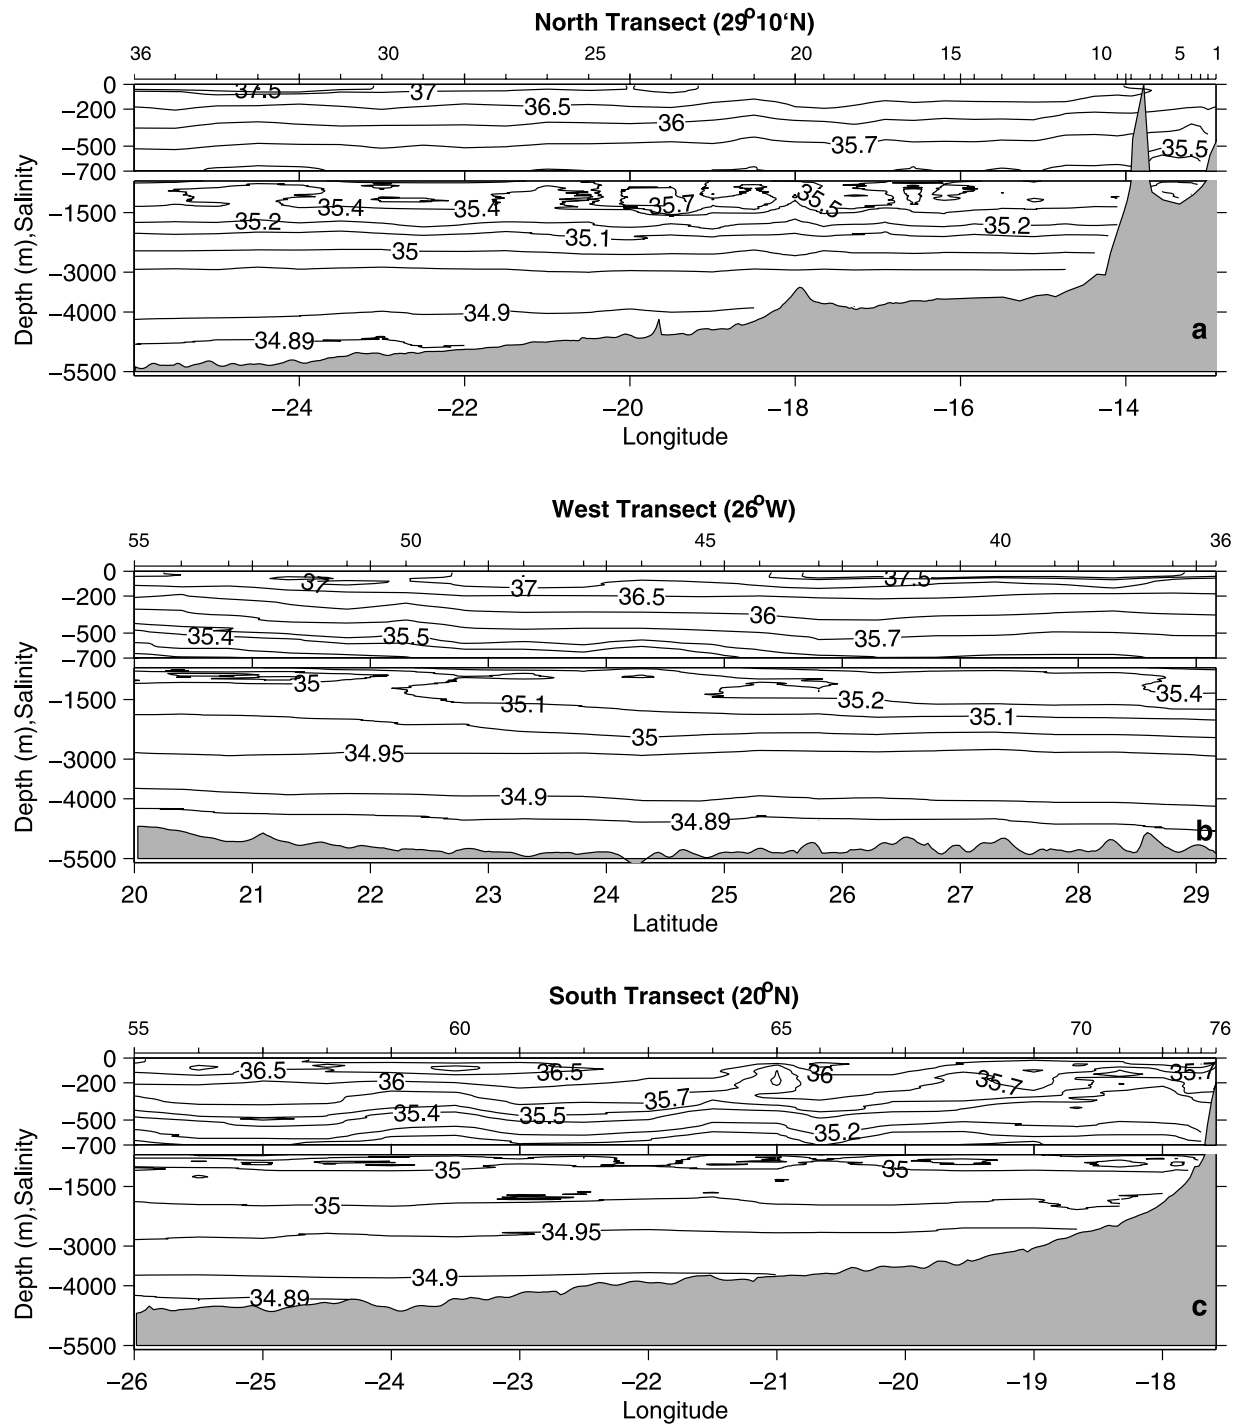 North Transect (29°10'N)
36 30 25 20 15 10 5 1
0
−200
−500
−700
−1500
−3000
−4000
−5500
Depth (m),Salinity
37.5 37 36.5 36 35.7 35.5
35.4 35.4 35.7 35.5
35.2 35.1 35.2
35
34.9
34.89
a
−24 −22 −20 −18 −16 −14
Longitude
West Transect (26°W)
55 50 45 40 36
0
−200
−500
−700
−1500
−3000
−4000
−5500
Depth (m),Salinity
37 37 37.5
36.5
36
35.4 35.5 35.7
35 35.4
35.1 35.2
35.1
35
34.95
34.9
34.89
b
20 21 22 23 24 25 26 27 28 29
Latitude
South Transect (20°N)
55 60 65 70 76
0
−200
−500
−700
−1500
−3000
−4000
−5500
Depth (m),Salinity
36.5 36.5 36 35.7
36 35.7
35.7
35.4 35.5
35.2
35 35
35
34.95
34.9
34.89
c
−26 −25 −24 −23 −22 −21 −20 −19 −18
Longitude